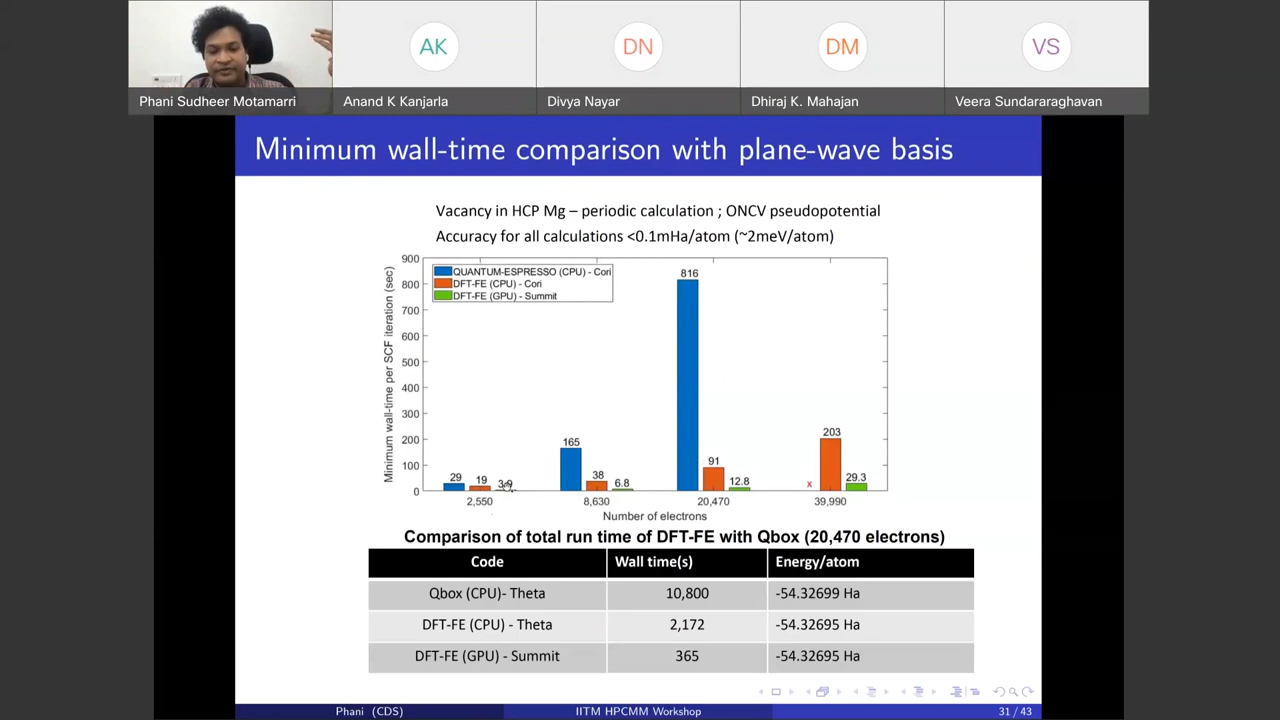 AK
DN
DM
VS
Phani Sudheer Motamarri
Anand K Kanjarla
Divya Nayar
Dhiraj K. Mahajan
Veera Sundararaghavan
Minimum wall-time comparison with plane-wave basis
Vacancy in HCP Mg – periodic calculation ; ONCV pseudopotential
Accuracy for all calculations <0.1mHa/atom (~2meV/atom)
Minimum wall-time per SCF iteration (sec)
900
800
700
600
500
400
300
200
100
0
QUANTUM-ESPRESSO (CPU) - Cori
DFT-FE (CPU) - Cori
DFT-FE (GPU) - Summit
29 19
165 38 6.8
816 91 12.8
x 203 29.3
2,550 8,630 20,470 39,990
Number of electrons
Comparison of total run time of DFT-FE with Qbox (20,470 electrons)
Code Wall time(s) Energy/atom
Qbox (CPU)- Theta 10,800 -54.32699 Ha
DFT-FE (CPU) - Theta 2,172 -54.32695 Ha
DFT-FE (GPU) - Summit 365 -54.32695 Ha
Phani (CDS) IITM HPCMM Workshop 31 / 43